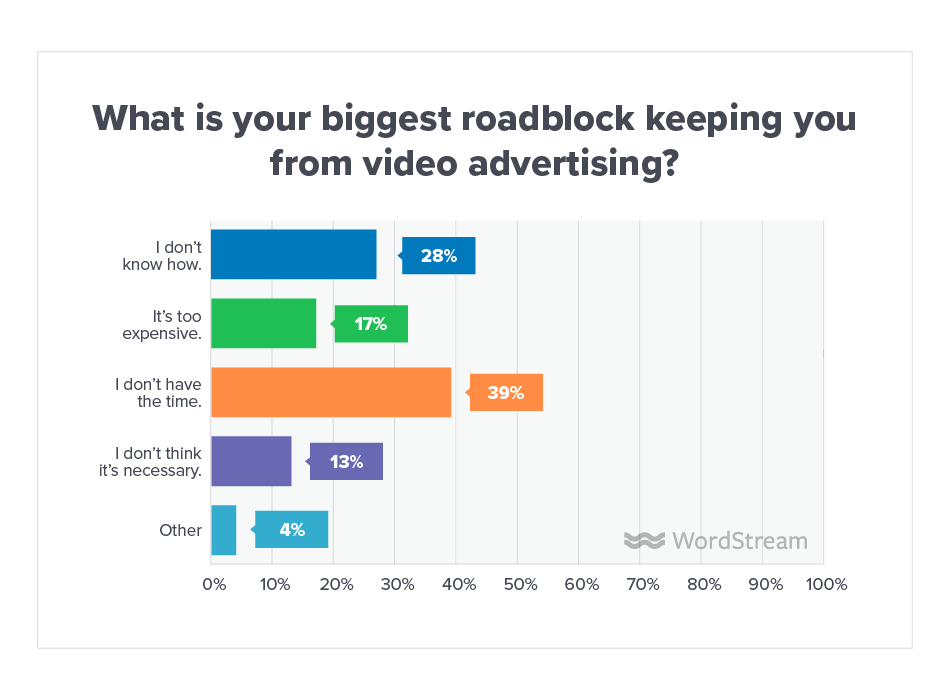 What is your biggest roadblock keeping you
from video advertising?
I don’t
know how.
28%
It’s too
expensive.
17%
I don’t have
the time.
39%
I don’t think
it’s necessary.
13%
Other
4%
WordStream
0% 10% 20% 30% 40% 50% 60% 70% 80% 90% 100%